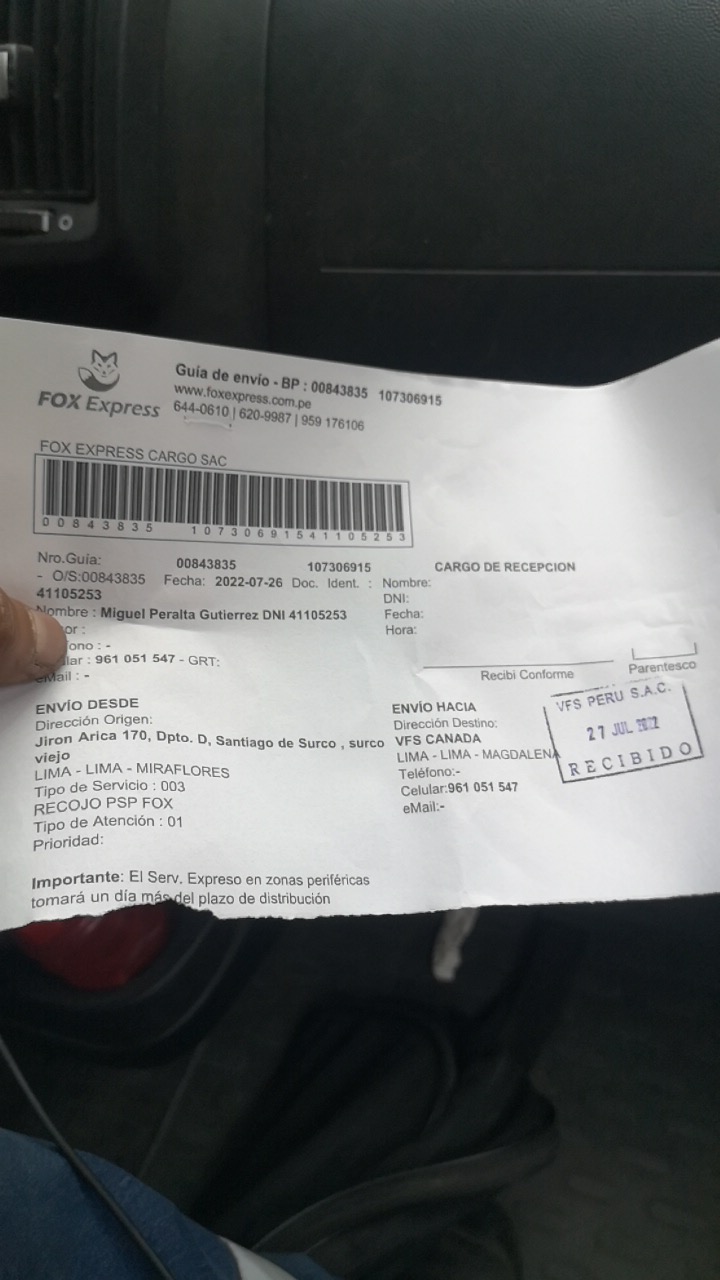 FOX Express
Guía de envío - BP : 00843835 107306915
www.foxexpress.com.pe
644-0610 | 620-9987 | 959 176106
FOX EXPRESS CARGO SAC
00843835 10730691541105253
Nro.Guía: 00843835 107306915
- O/S:00843835 Fecha: 2022-07-26 Doc. Ident. :
41105253
Nombre : Miguel Peralta Gutierrez DNI 41105253
or :
ono : -
lar : 961 051 547 - GRT:
eMail : -
CARGO DE RECEPCION
Nombre:
DNI:
Fecha:
Hora:
Recibi Conforme
Parentesco
ENVÍO DESDE
Dirección Origen:
Jiron Arica 170, Dpto. D, Santiago de Surco , surco
viejo
LIMA - LIMA - MIRAFLORES
Tipo de Servicio : 003
RECOJO PSP FOX
Tipo de Atención : 01
Prioridad:
ENVÍO HACIA
Dirección Destino:
VFS CANADA
LIMA - LIMA - MAGDALENA
Teléfono:-
Celular:961 051 547
eMail:-
VFS PERU S.A.C.
27 JUL 2022
RECIBIDO
Importante: El Serv. Expreso en zonas periféricas
tomará un día más del plazo de distribución